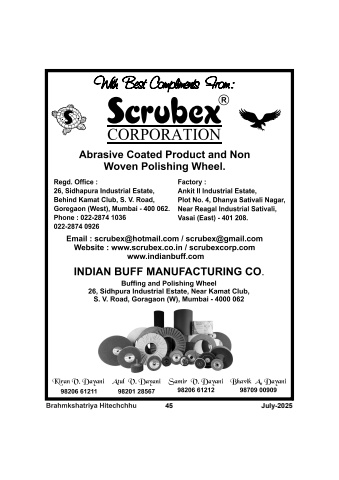 With Best Compliments From:
S Scrubex®
CORPORATION
Abrasive Coated Product and Non
Woven Polishing Wheel.
Regd. Office :
26, Sidhapura Industrial Estate,
Behind Kamat Club, S. V. Road,
Goregaon (West), Mumbai - 400 062.
Phone : 022-2874 1036
022-2874 0926
Factory :
Ankit II Industrial Estate,
Plot No. 4, Dhanya Sativali Nagar,
Near Reagal Industrial Sativali,
Vasai (East) - 401 208.
Email : scrubex@hotmail.com / scrubex@gmail.com
Website : www.scrubex.co.in / scrubexcorp.com
www.indianbuff.com
INDIAN BUFF MANUFACTURING CO.
Buffing and Polishing Wheel
26, Sidhpura Industrial Estate, Near Kamat Club,
S. V. Road, Goragaon (W), Mumbai - 4000 062
Kiran V. Dayani Atul V. Dayani Samir V. Dayani Bhavik A. Dayani
98206 61211 98201 28567 98206 61212 98709 00909
Brahmkshatriya Hitechchhu 45 July-2025